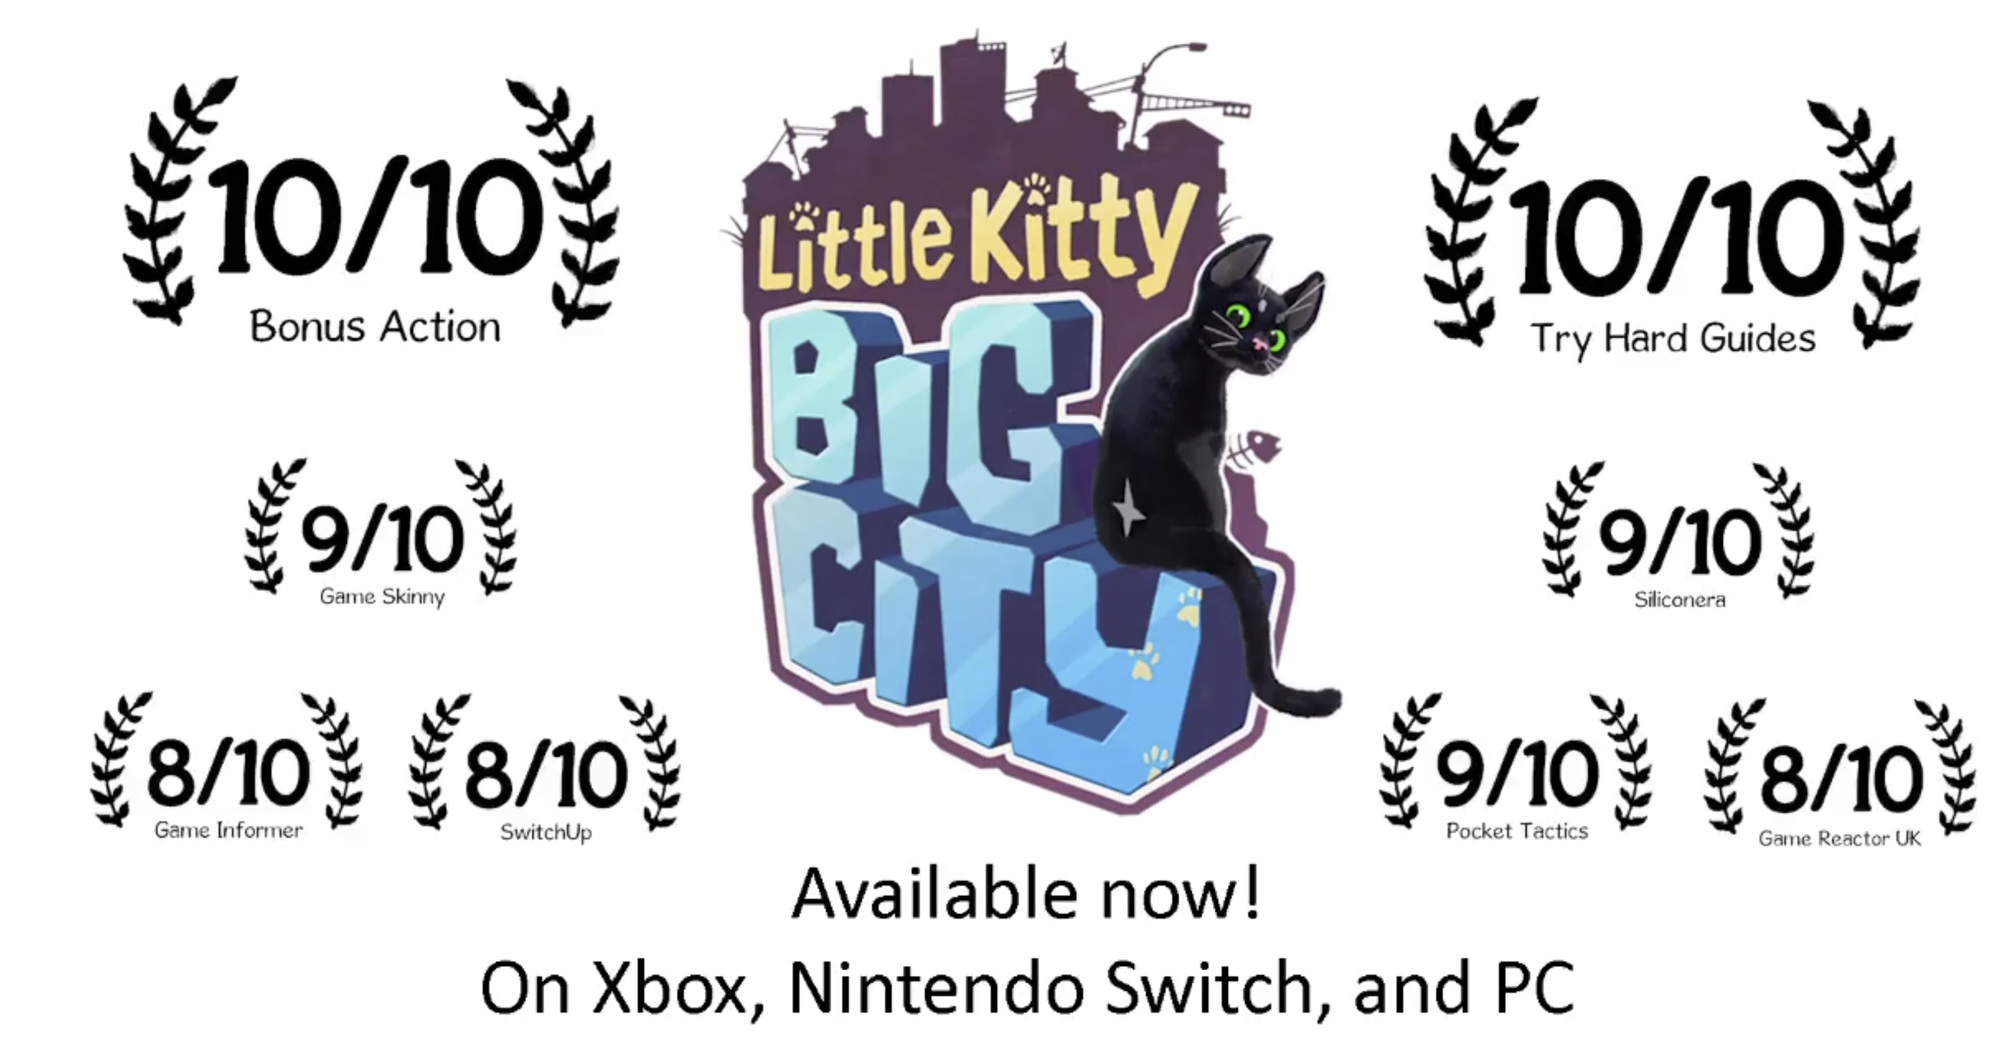 10/10
Bonus Action
9/10
Game Skinny
8/10
Game Informer
8/10
SwitchUp
Little Kitty
BIG
CITY
10/10
Try Hard Guides
9/10
Siliconera
9/10
Pocket Tactics
8/10
Game Reactor UK
Available now!
On Xbox, Nintendo Switch, and PC